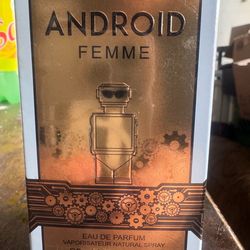 ANDROID
FEMME
EAU DE PARFUM
VAPORISATEUR NATURAL SPRAY